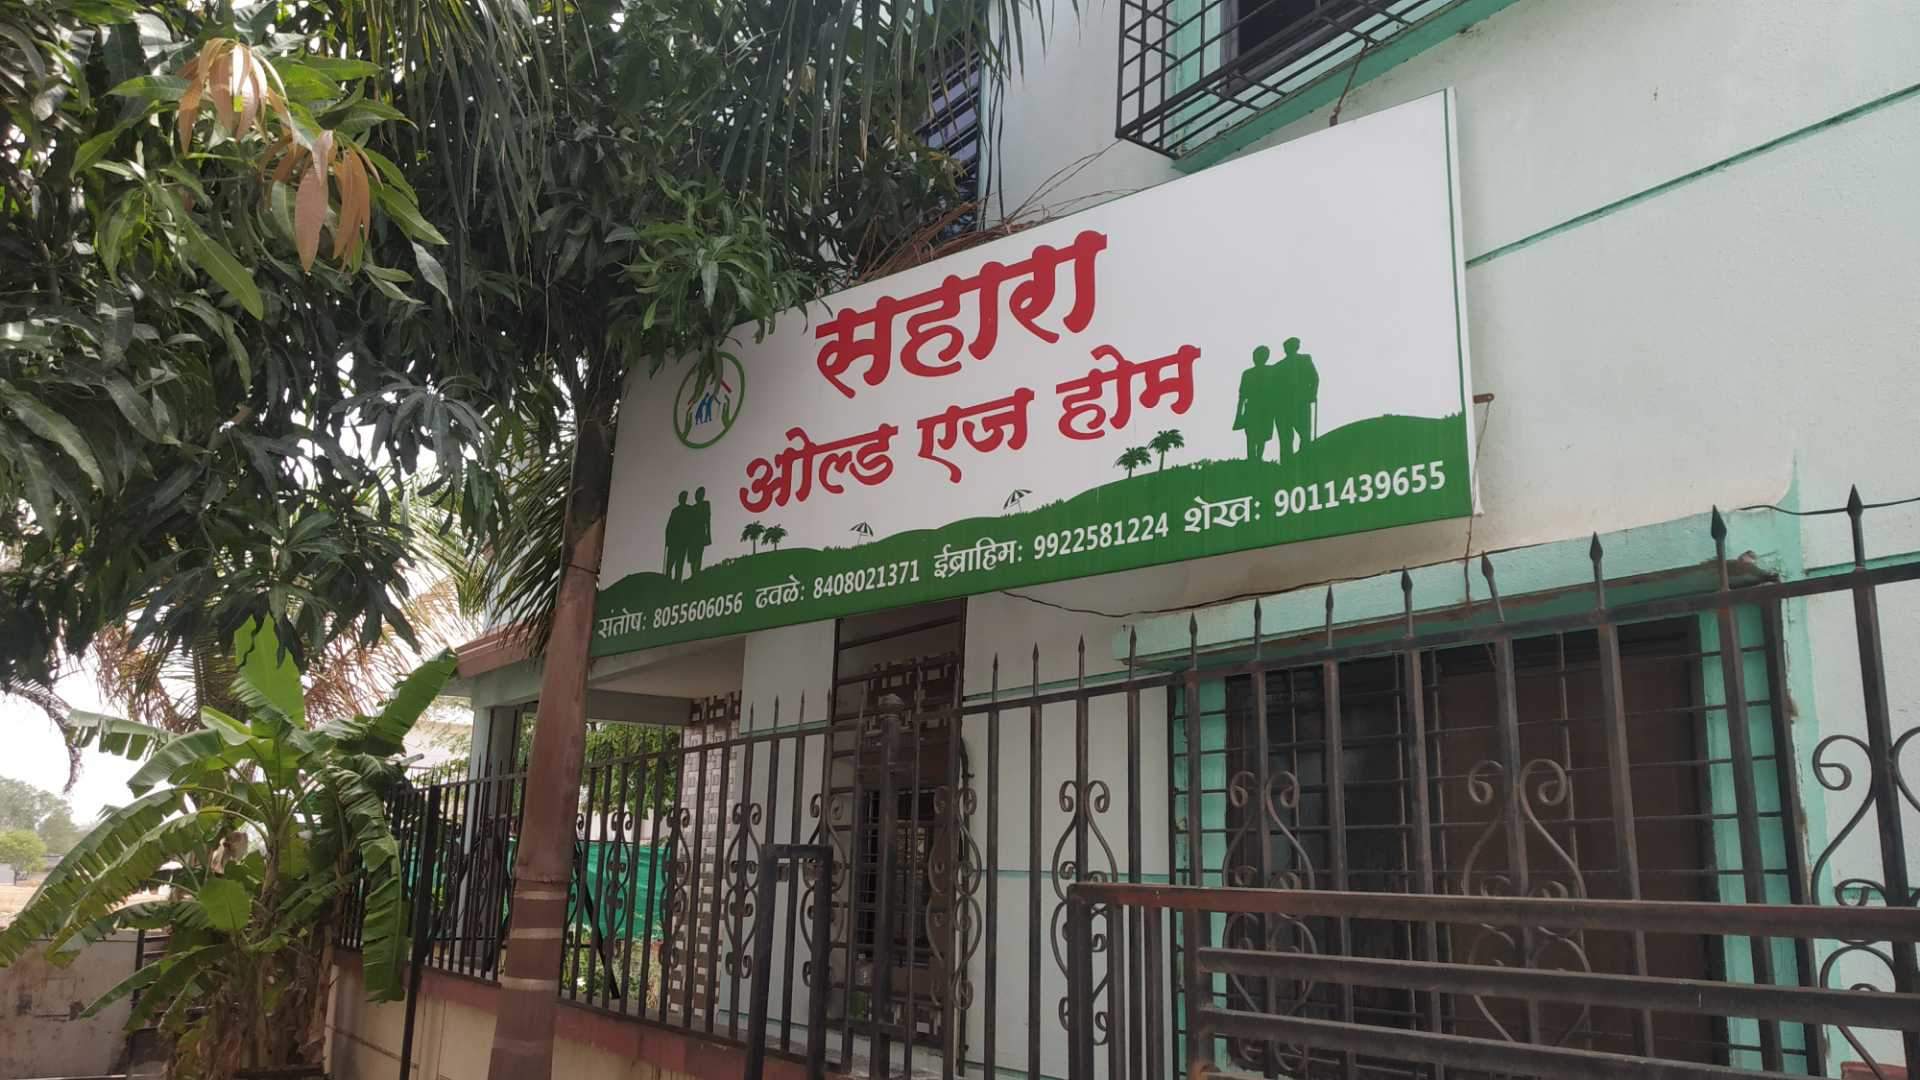 सहारा
ओल्ड एज होम
संतोष: 8055606056 ढवळे: 8408021371 ईब्राहिम: 9922581224 शेख: 9011439655